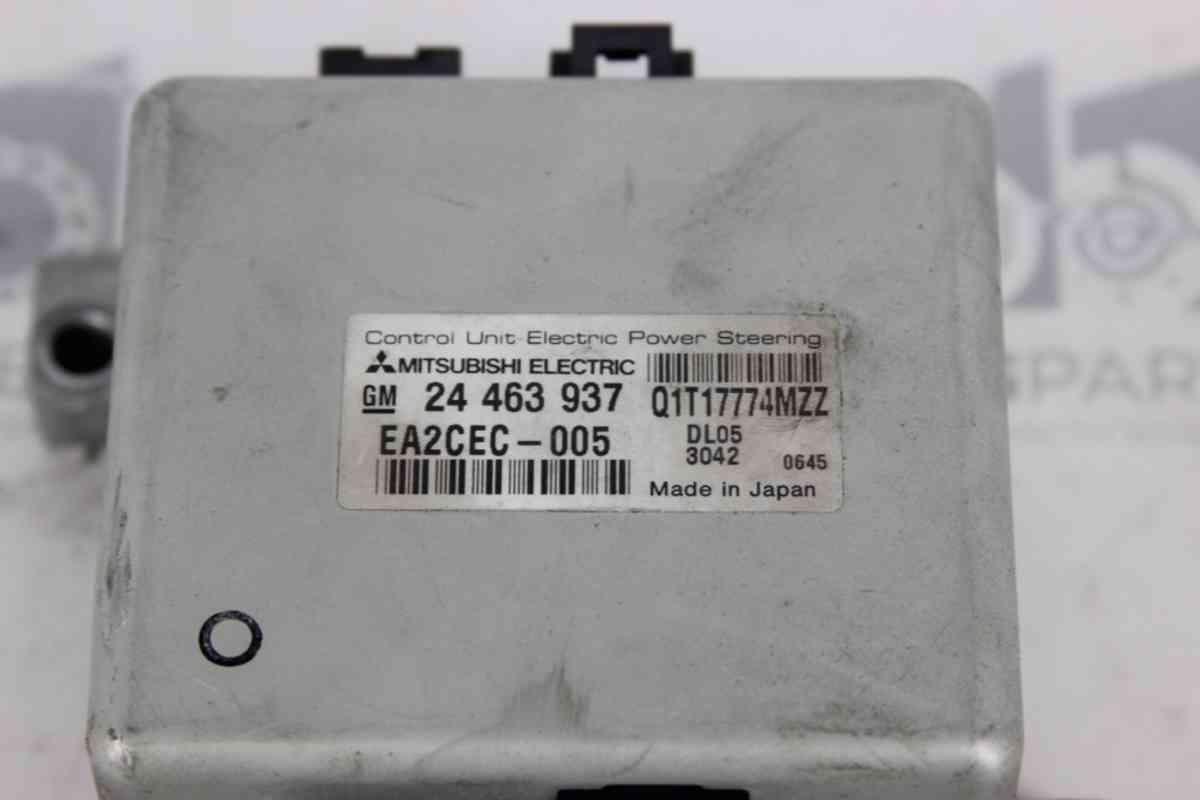 Control Unit-Electric Power Steering
MITSUBISHI ELECTRIC
GM 24 463 937 Q1T17774MZZ
EA2CEC-005 DL05
3042 0645
Made in Japan